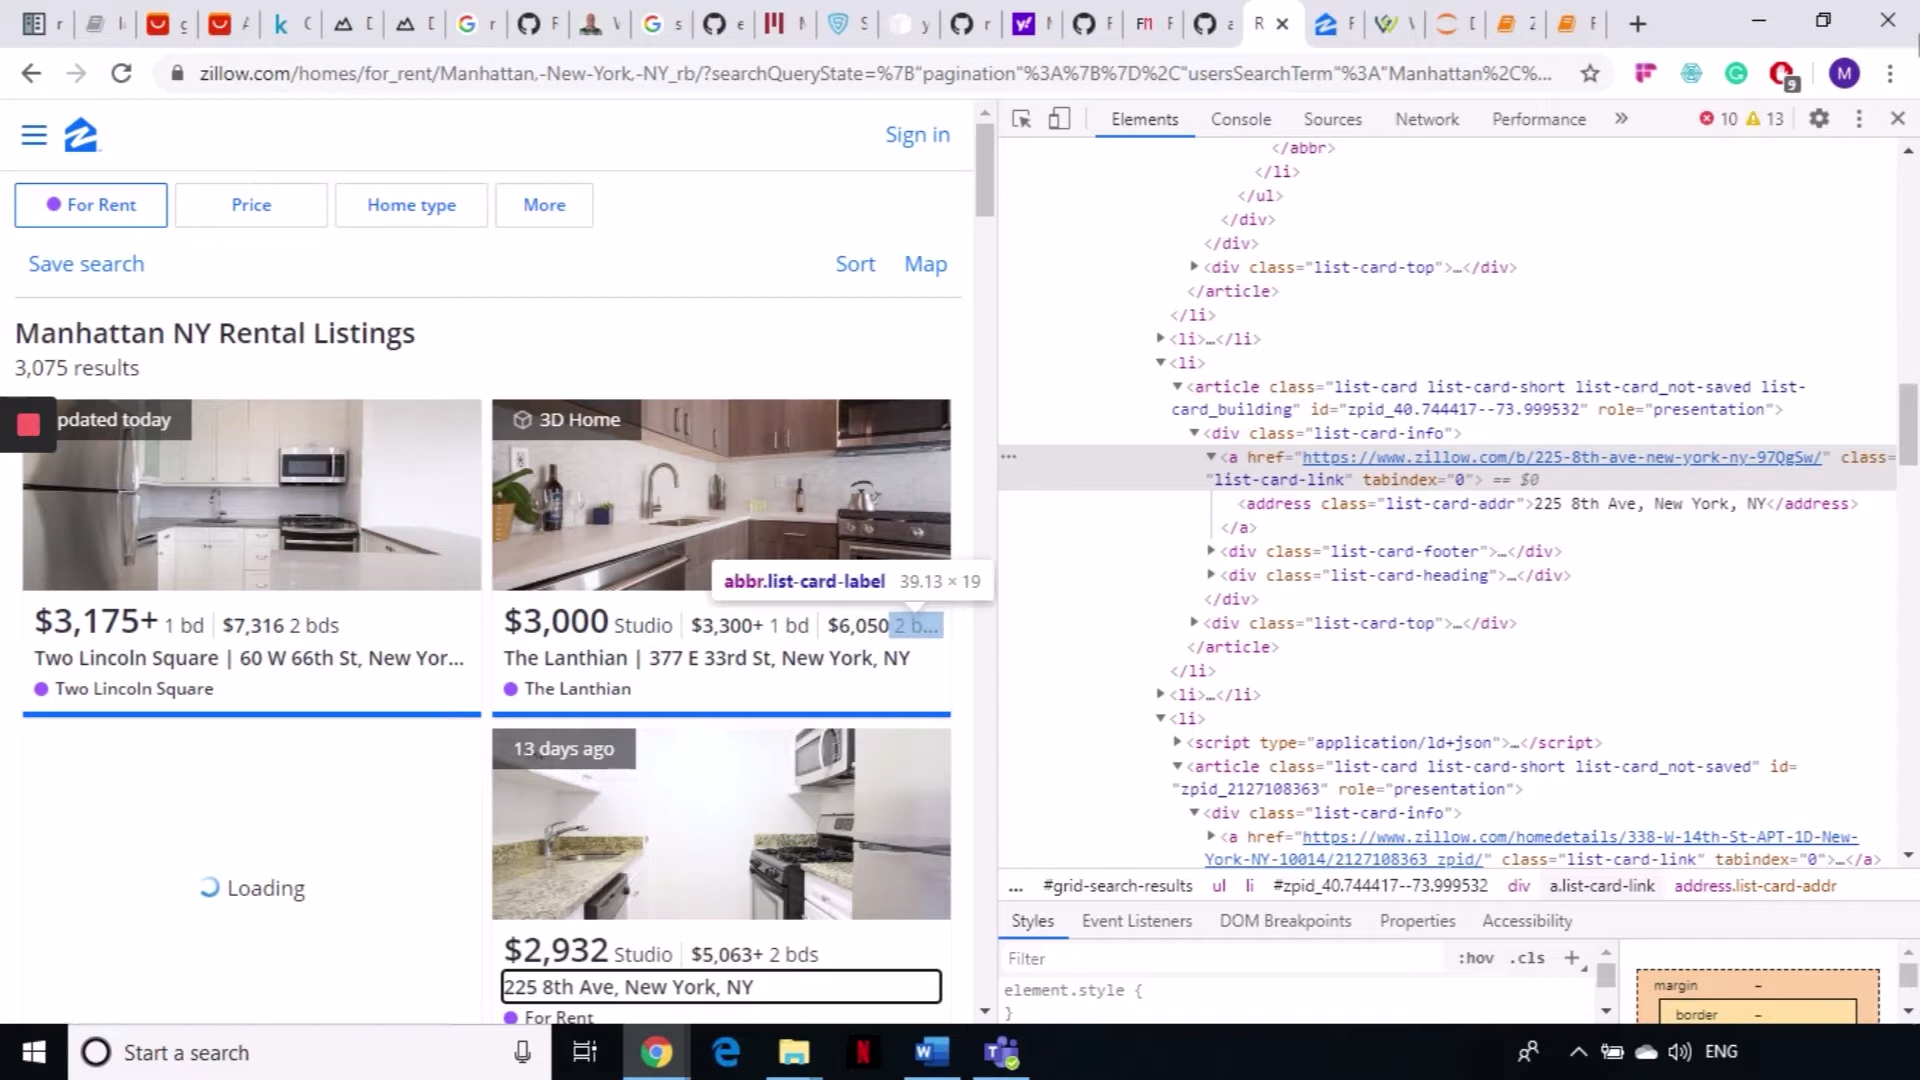 zillow.com/homes/for_rent/Manhattan,-New-York,-NY_rb/?searchQueryState=%7B"pagination"%3A%7B%7D%2C"usersSearchTerm"%3A"Manhattan%2C%...
9
M
Sign in
For Rent
Price
Home type
More
Save search
Sort
Map
Manhattan NY Rental Listings
3,075 results
pdated today
3D Home
abbr.list-card-label 39.13 × 19
$3,175+ 1 bd | $7,316 2 bds
Two Lincoln Square | 60 W 66th St, New Yor...
Two Lincoln Square
$3,000 Studio | $3,300+ 1 bd | $6,050 2 b...
The Lanthian | 377 E 33rd St, New York, NY
The Lanthian
Loading
13 days ago
$2,932 Studio | $5,063+ 2 bds
225 8th Ave, New York, NY
For Rent
Elements
Console
Sources
Network
Performance
»
10
13
</abbr>
</li>
</ul>
</div>
</div>
<div class="list-card-top">…</div>
</article>
</li>
<li>…</li>
<li>
<article class="list-card list-card-short list-card_not-saved list-
card_building" id="zpid_40.744417--73.999532" role="presentation">
<div class="list-card-info">
<a href="https://www.zillow.com/b/225-8th-ave-new-york-ny-97QgSw/" class=
"list-card-link" tabindex="0"> == $0
<address class="list-card-addr">225 8th Ave, New York, NY</address>
</a>
<div class="list-card-footer">…</div>
<div class="list-card-heading">…</div>
</div>
<div class="list-card-top">…</div>
</article>
</li>
<li>…</li>
<li>
<script type="application/ld+json">…</script>
<article class="list-card list-card-short list-card_not-saved" id=
"zpid_2127108363" role="presentation">
<div class="list-card-info">
<a href="https://www.zillow.com/homedetails/338-W-14th-St-APT-1D-New-
York-NY-10014/2127108363_zpid/" class="list-card-link" tabindex="0">…</a>
... #grid-search-results ul li #zpid_40.744417--73.999532 div a.list-card-link address.list-card-addr
Styles
Event Listeners
DOM Breakpoints
Properties
Accessibility
Filter
:hov .cls +
element.style {
}
margin -
border -
Start a search
ENG